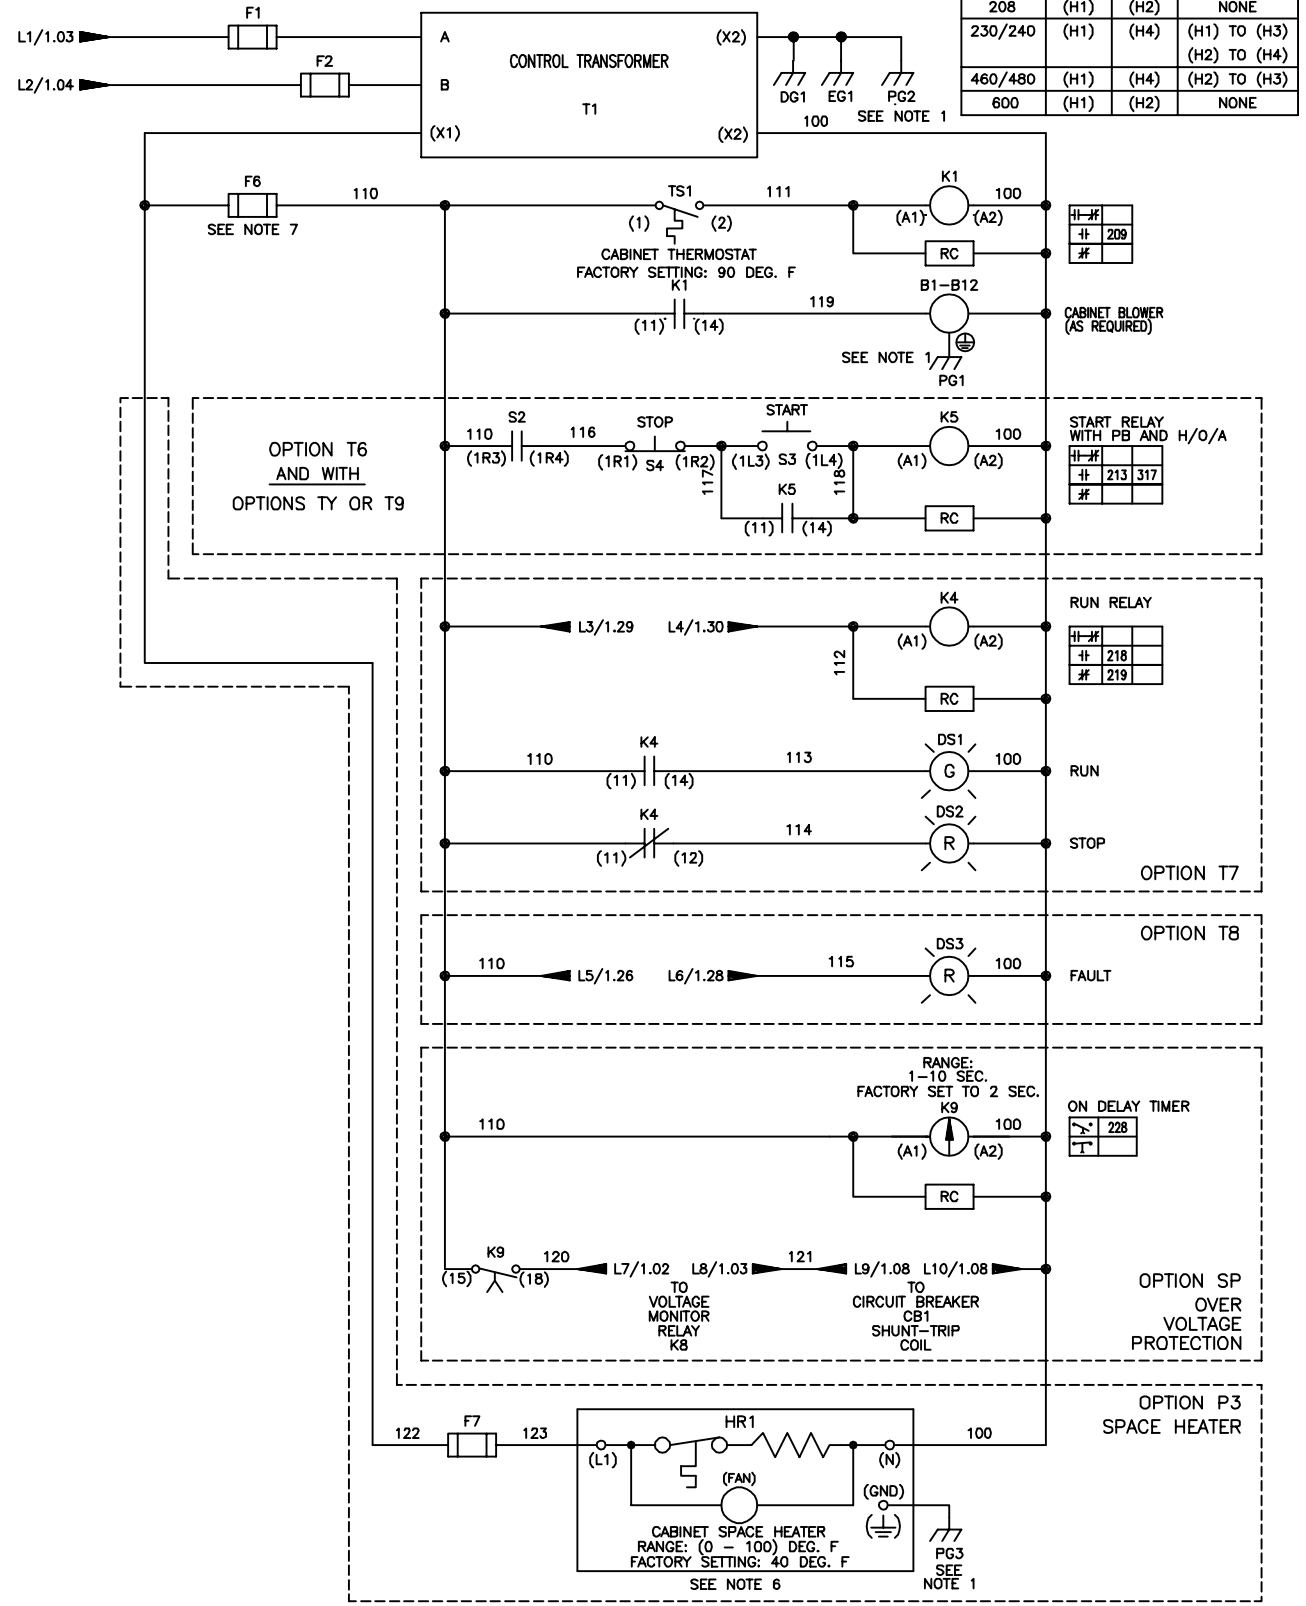 208 (H1) (H2) NONE
230/240 (H1) (H4) (H1) TO (H3)
(H2) TO (H4)
460/480 (H1) (H4) (H2) TO (H3)
600 (H1) (H2) NONE
F1
L1/1.03
A
(X2)
F2
CONTROL TRANSFORMER
L2/1.04
B
T1
DG1 EG1 PG2
SEE NOTE 1
(X1)
(X2)
100
F6
SEE NOTE 7
110
TS1
(1) (2)
111
K1
(A1) (A2)
100
RC
209
CABINET THERMOSTAT
FACTORY SETTING: 90 DEG. F
K1
(11) (14)
119
B1-B12
CABINET BLOWER
(AS REQUIRED)
SEE NOTE 1
PG1
OPTION T6
AND WITH
OPTIONS TY OR T9
110
S2
(1R3) (1R4)
116
STOP
(1R1) S4 (1R2)
117
START
(1L3) S3 (1L4)
118
K5
(11) (14)
K5
(A1) (A2)
100
RC
START RELAY
WITH PB AND H/O/A
213 317
L3/1.29
L4/1.30
112
K4
(A1) (A2)
RC
RUN RELAY
218
219
110
K4
(11) (14)
113
DS1
G
100
RUN
K4
(11) (12)
114
DS2
R
STOP
OPTION T7
OPTION T8
110
L5/1.26
L6/1.28
115
DS3
R
100
FAULT
RANGE:
1-10 SEC.
FACTORY SET TO 2 SEC.
110
K9
(A1) (A2)
100
RC
ON DELAY TIMER
228
K9
(15) (18)
120
L7/1.02
L8/1.03
121
L9/1.08
L10/1.08
TO
VOLTAGE
MONITOR
RELAY
K8
TO
CIRCUIT BREAKER
CB1
SHUNT-TRIP
COIL
OPTION SP
OVER
VOLTAGE
PROTECTION
OPTION P3
SPACE HEATER
122
F7
123
(L1)
HR1
(N)
100
(FAN)
(GND)
CABINET SPACE HEATER
RANGE: (0 - 100) DEG. F
FACTORY SETTING: 40 DEG. F
SEE NOTE 6
PG3
SEE
NOTE 1